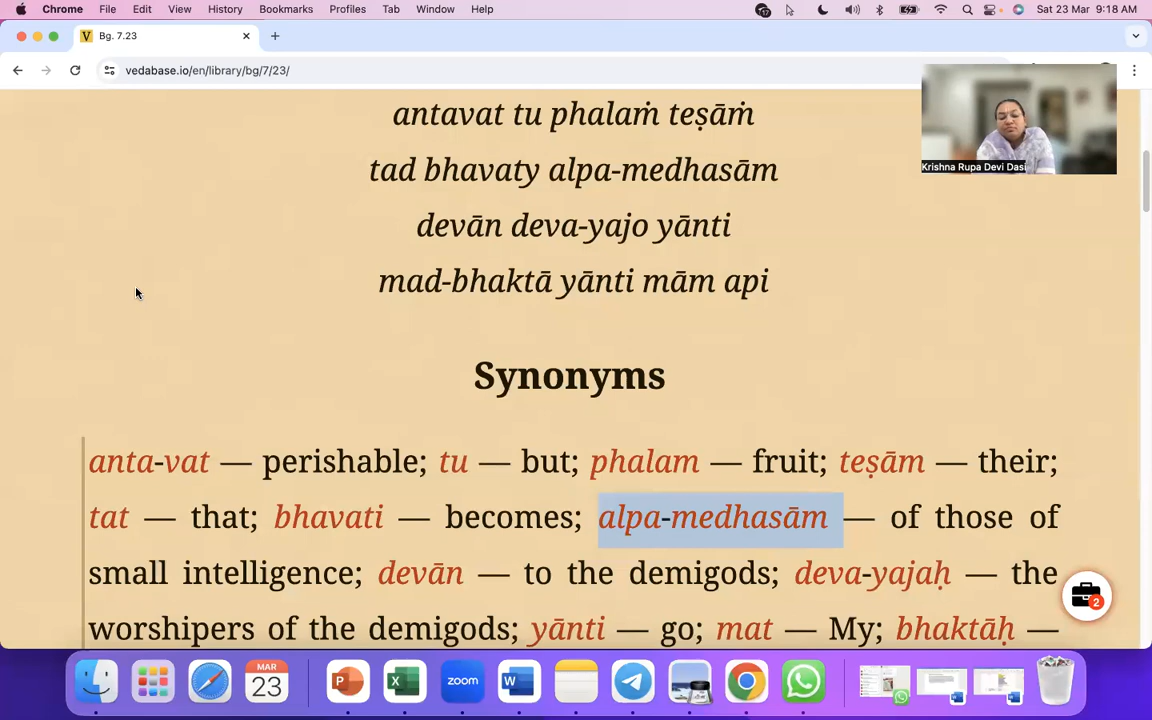 Chrome File Edit View History Bookmarks Profiles Tab Window Help
17
Sat 23 Mar 9:18 AM
Bg. 7.23
vedabase.io/en/library/bg/7/23/
Krishna Rupa Devi Dasi
antavat tu phalaṁ teṣāṁ
tad bhavaty alpa-medhasām
devān deva-yajo yānti
mad-bhaktā yānti mām api
Synonyms
anta-vat — perishable; tu — but; phalam — fruit; teṣām — their;
tat — that; bhavati — becomes; alpa-medhasām — of those of
small intelligence; devān — to the demigods; deva-yajaḥ — the
worshipers of the demigods; yānti — go; mat — My; bhaktāḥ —
2
MAR
23
zoom